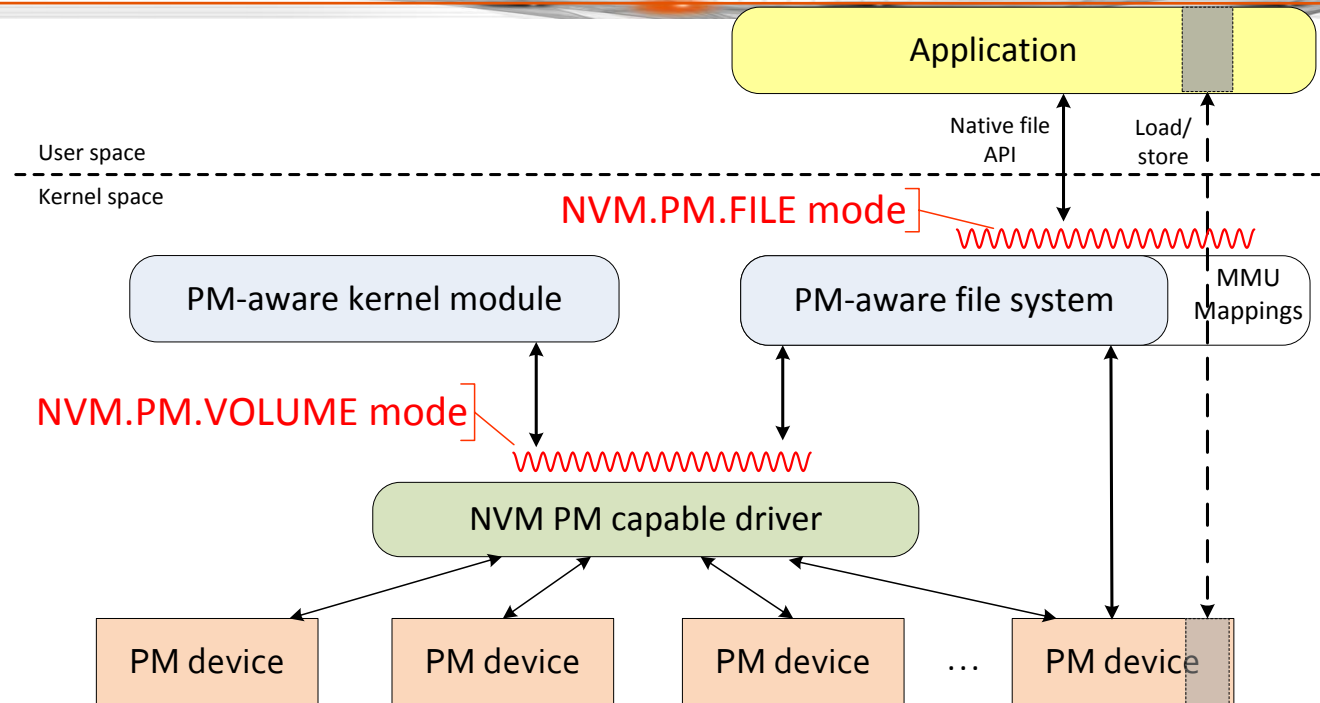 Application
Native file
API
Load/
store
User space
Kernel space
NVM.PM.FILE mode
PM-aware kernel module
PM-aware file system
MMU
Mappings
NVM.PM.VOLUME mode
NVM PM capable driver
PM device
PM device
PM device
...
PM device